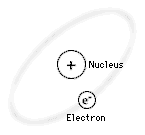 + Nucleus
e-
Electron